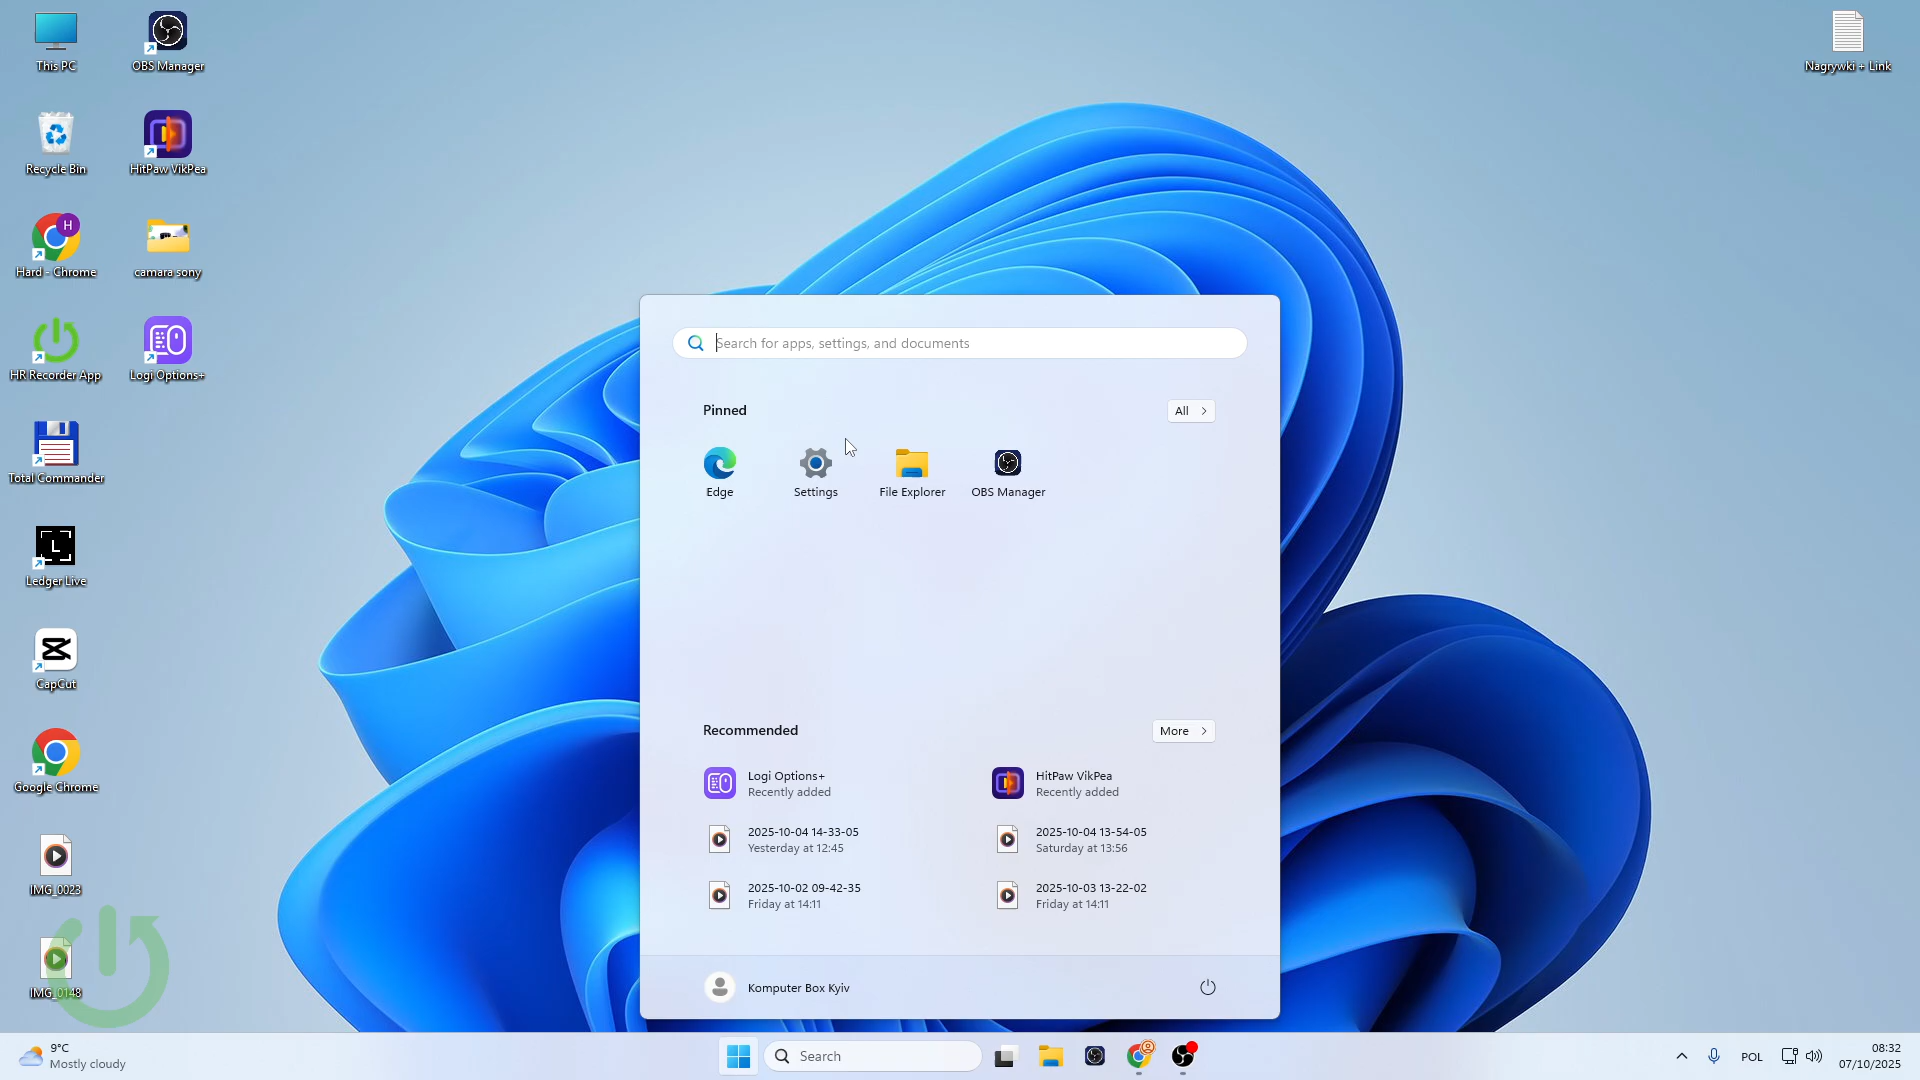 This PC
OBS Manager
Nagrywki + Link
Recycle Bin
HitPaw VikPea
H
Hard - Chrome
camara sony
HR Recorder App
Logi Options+
Total Commander
L
Ledger Live
CapCut
Google Chrome
IMG_0023
IMG_0148
Search for apps, settings, and documents
Pinned
All
Edge
Settings
File Explorer
OBS Manager
Recommended
More
Logi Options+
Recently added
HitPaw VikPea
Recently added
2025-10-04 14-33-05
Yesterday at 12:45
2025-10-04 13-54-05
Saturday at 13:56
2025-10-02 09-42-35
Friday at 14:11
2025-10-03 13-22-02
Friday at 14:11
Komputer Box Kyiv
9°C
Mostly cloudy
Search
POL
08:32
07/10/2025